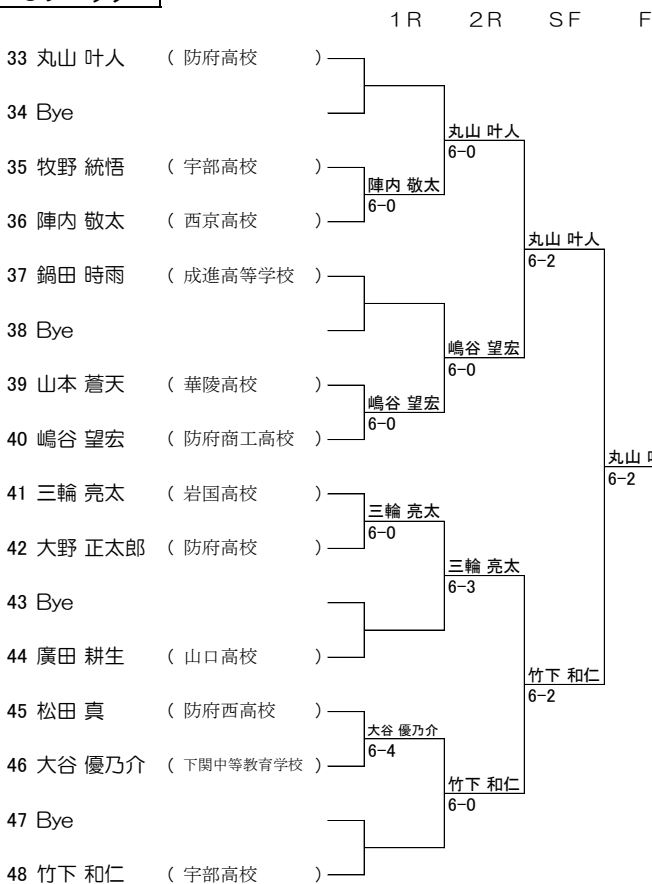 1R 2R SF F
33 丸山 叶人 ( 防府高校 )
34 Bye
丸山 叶人
6-0
35 牧野 統悟 ( 宇部高校 )
陣内 敬太
6-0
36 陣内 敬太 ( 西京高校 )
丸山 叶人
6-2
37 鍋田 時雨 ( 成進高等学校 )
38 Bye
嶋谷 望宏
6-0
39 山本 蒼天 ( 華陵高校 )
嶋谷 望宏
6-0
40 嶋谷 望宏 ( 防府商工高校 )
丸山
6-2
41 三輪 亮太 ( 岩国高校 )
三輪 亮太
6-0
42 大野 正太郎 ( 防府高校 )
三輪 亮太
6-3
43 Bye
44 廣田 耕生 ( 山口高校 )
竹下 和仁
6-2
45 松田 真 ( 防府西高校 )
大谷 優乃介
6-4
46 大谷 優乃介 ( 下関中等教育学校 )
竹下 和仁
6-0
47 Bye
48 竹下 和仁 ( 宇部高校 )